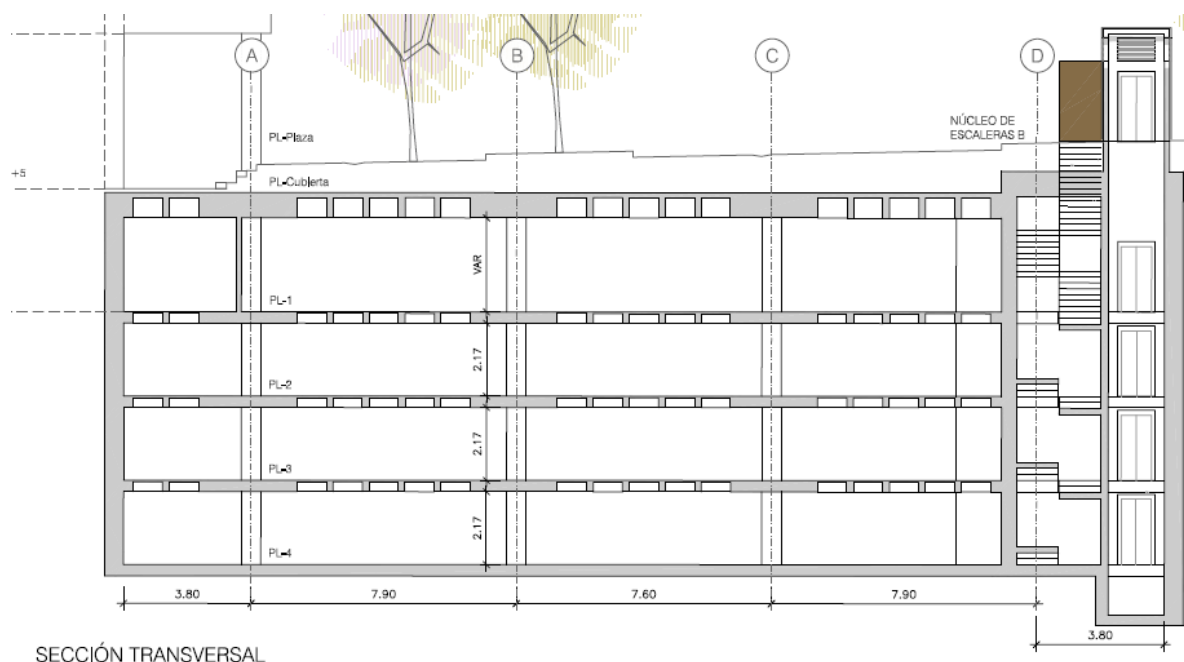 A
B
C
D
NÚCLEO DE
ESCALERAS B
PL-Plaza
+5
PL-Cubierta
VAR
PL-1
2.17
PL-2
2.17
PL-3
2.17
PL-4
3.80
7.90
7.60
7.90
3.80
SECCIÓN TRANSVERSAL